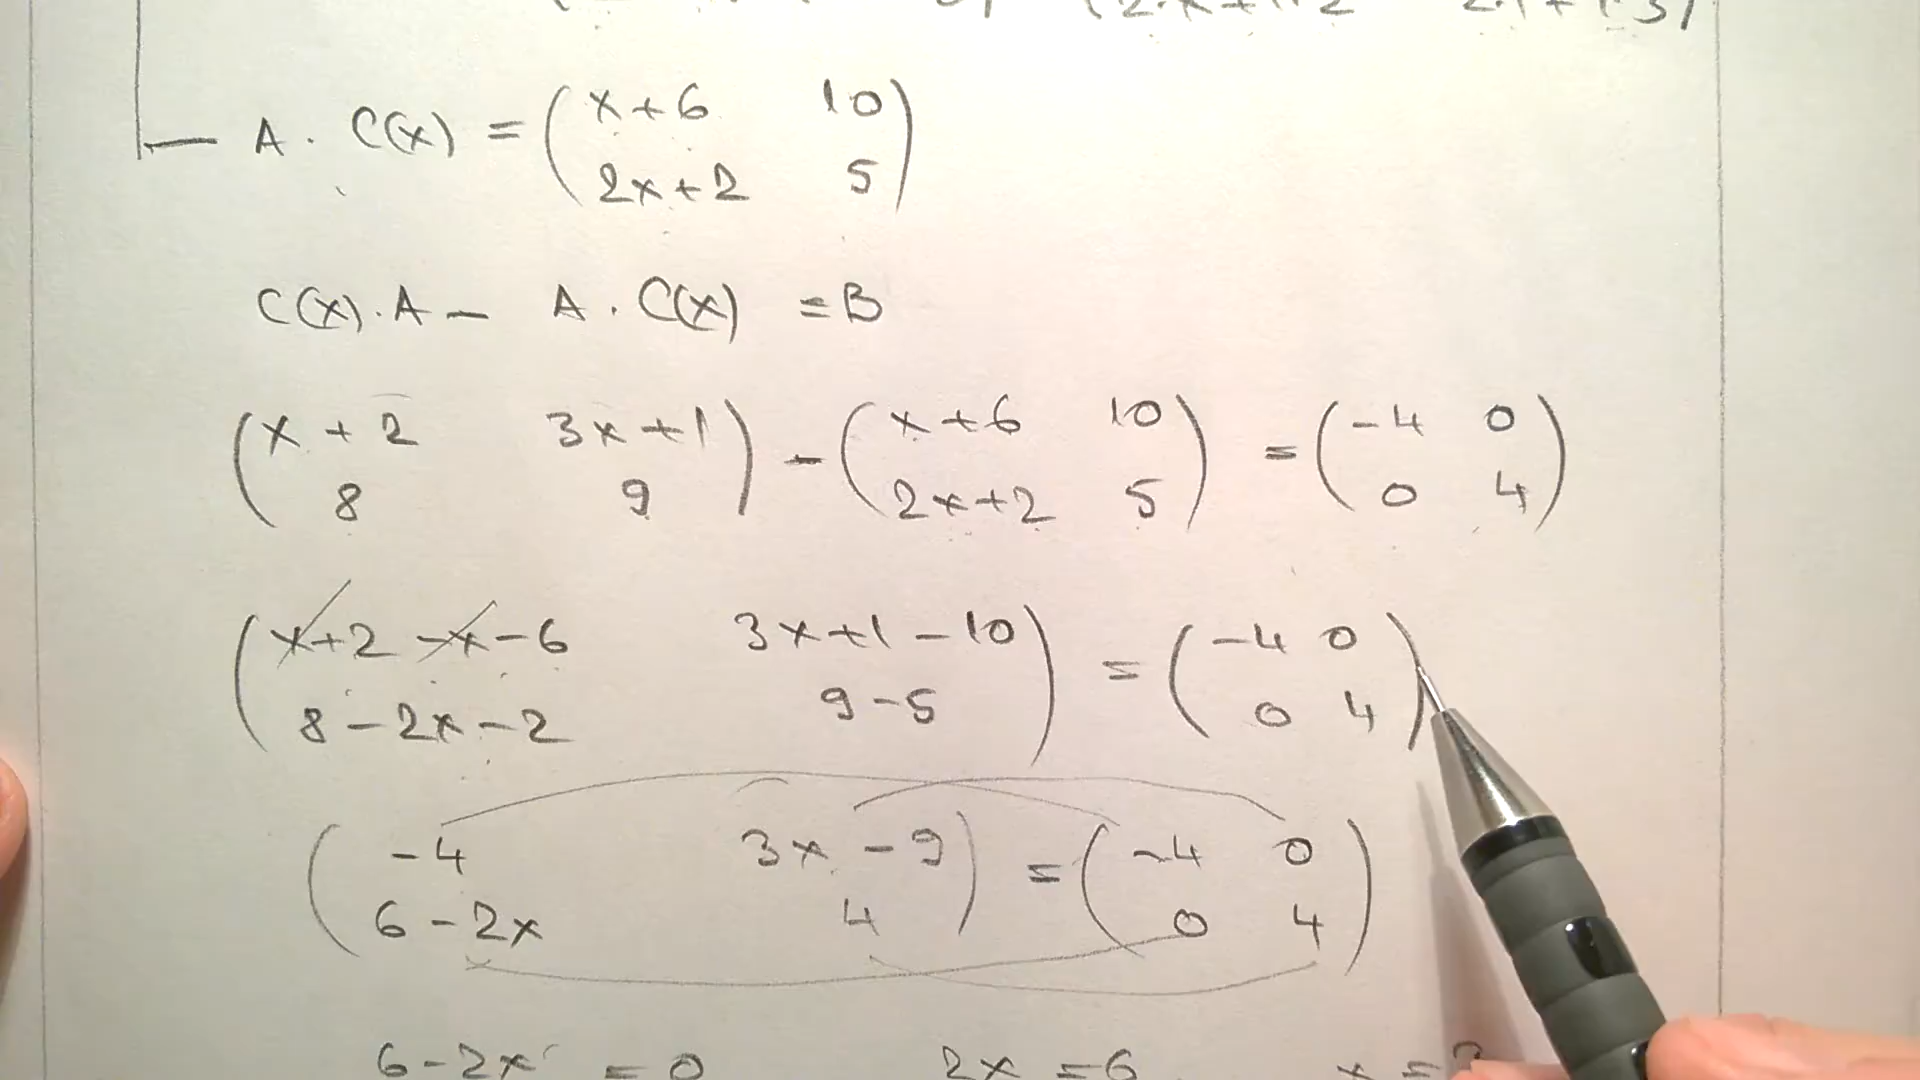 A . C(x) = ( x+6 10
2x+2 5 )
C(x).A - A . C(x) = B
( x + 2 3x+1
8 9 ) - ( x+6 10
2x+2 5 ) = ( -4 0
0 4 )
( x+2 -x-6 3x+1-10
8-2x-2 9-5 ) = ( -4 0
0 4 )
( -4 3x-9
6-2x 4 ) = ( -4 0
0 4 )
6-2x = 0 2x = 6